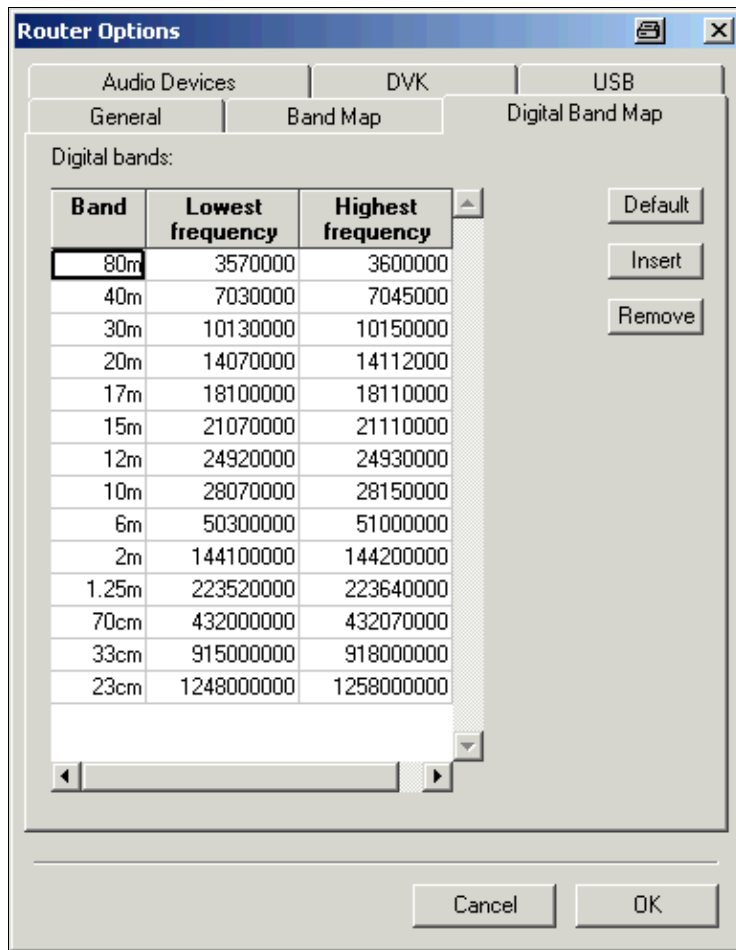 Router Options
Audio Devices DVK USB
General Band Map Digital Band Map
Digital bands:
Band Lowest frequency Highest frequency
80m 3570000 3600000
40m 7030000 7045000
30m 10130000 10150000
20m 14070000 14112000
17m 18100000 18110000
15m 21070000 21110000
12m 24920000 24930000
10m 28070000 28150000
6m 50300000 51000000
2m 144100000 144200000
1.25m 223520000 223640000
70cm 432000000 432070000
33cm 915000000 918000000
23cm 1248000000 1258000000
Default
Insert
Remove
Cancel OK